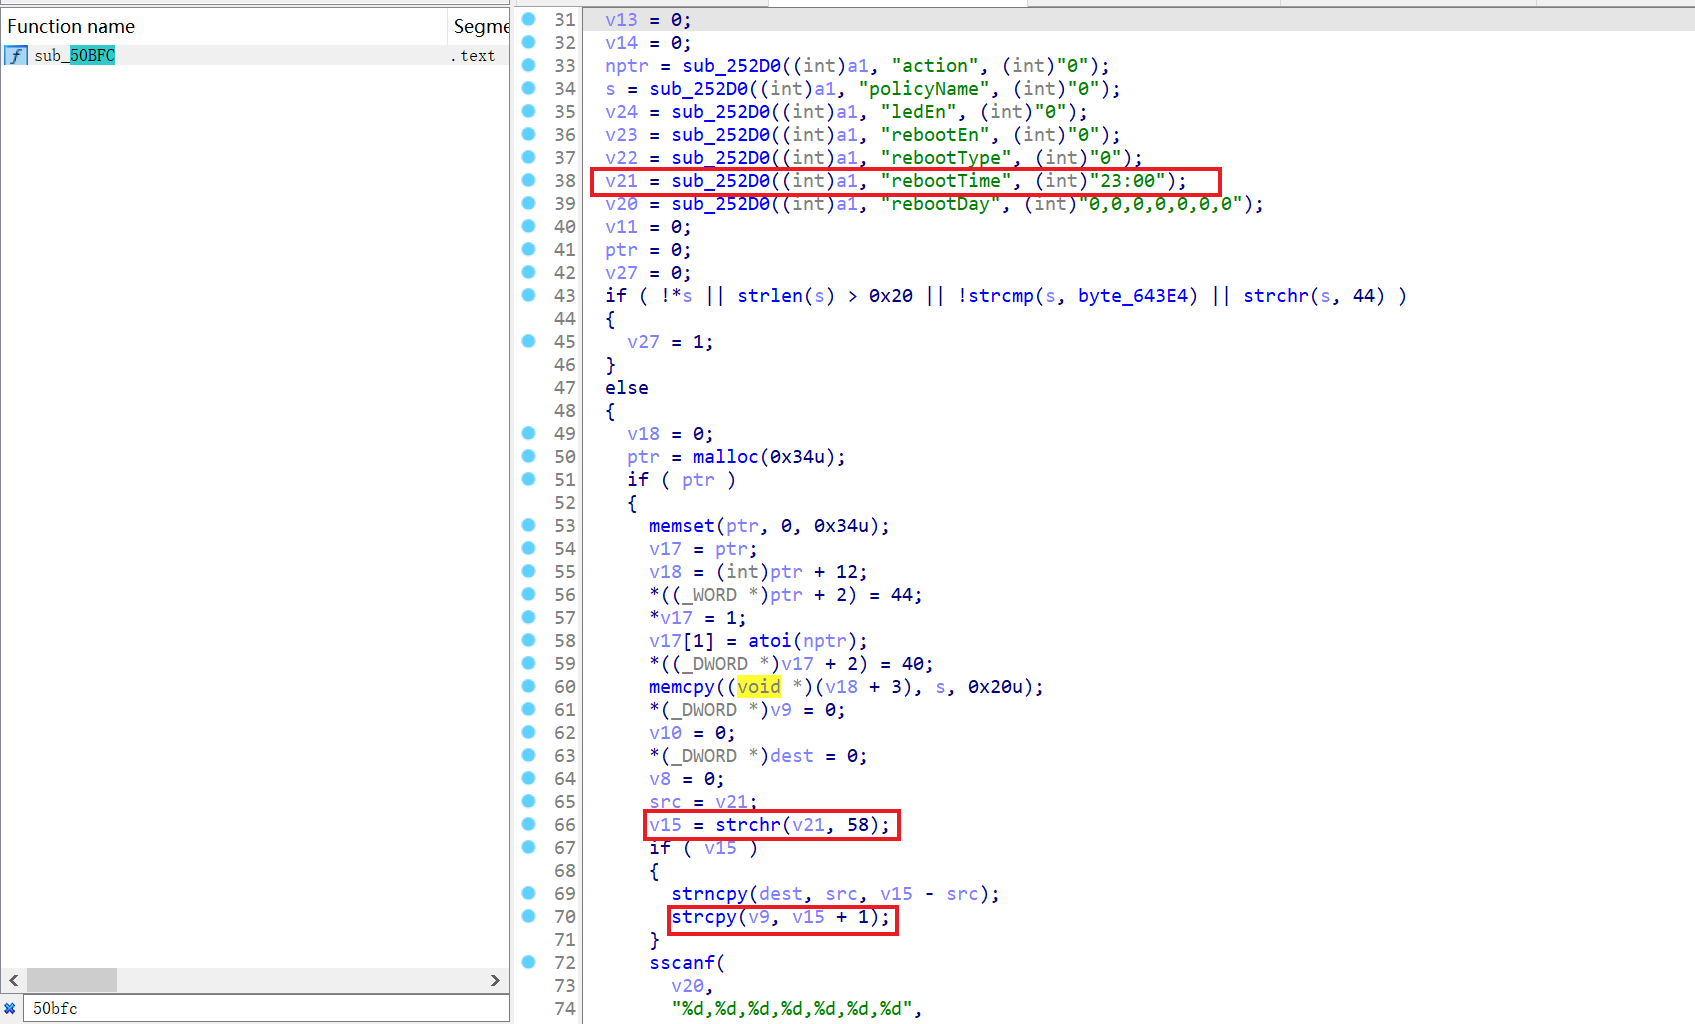 Function name Segme
f sub_50BFC .text
50bfc
31 v13 = 0;
32 v14 = 0;
33 nptr = sub_252D0((int)a1, "action", (int)"0");
34 s = sub_252D0((int)a1, "policyName", (int)"0");
35 v24 = sub_252D0((int)a1, "ledEn", (int)"0");
36 v23 = sub_252D0((int)a1, "rebootEn", (int)"0");
37 v22 = sub_252D0((int)a1, "rebootType", (int)"0");
38 v21 = sub_252D0((int)a1, "rebootTime", (int)"23:00");
39 v20 = sub_252D0((int)a1, "rebootDay", (int)"0,0,0,0,0,0,0");
40 v11 = 0;
41 ptr = 0;
42 v27 = 0;
43 if ( !*s || strlen(s) > 0x20 || !strcmp(s, byte_643E4) || strchr(s, 44) )
44 {
45 v27 = 1;
46 }
47 else
48 {
49 v18 = 0;
50 ptr = malloc(0x34u);
51 if ( ptr )
52 {
53 memset(ptr, 0, 0x34u);
54 v17 = ptr;
55 v18 = (int)ptr + 12;
56 *((_WORD *)ptr + 2) = 44;
57 *v17 = 1;
58 v17[1] = atoi(nptr);
59 *((_DWORD *)v17 + 2) = 40;
60 memcpy((void *)(v18 + 3), s, 0x20u);
61 *(_DWORD *)v9 = 0;
62 v10 = 0;
63 *(_DWORD *)dest = 0;
64 v8 = 0;
65 src = v21;
66 v15 = strchr(v21, 58);
67 if ( v15 )
68 {
69 strncpy(dest, src, v15 - src);
70 strcpy(v9, v15 + 1);
71 }
72 sscanf(
73 v20,
74 "%d,%d,%d,%d,%d,%d,%d",